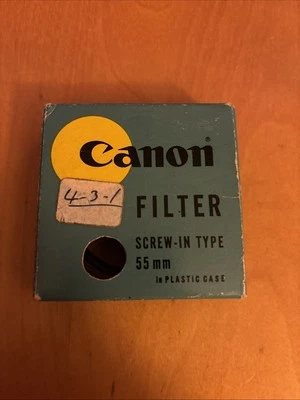 Canon®
4-3-1
FILTER
SCREW-IN TYPE
55mm
in PLASTIC CASE